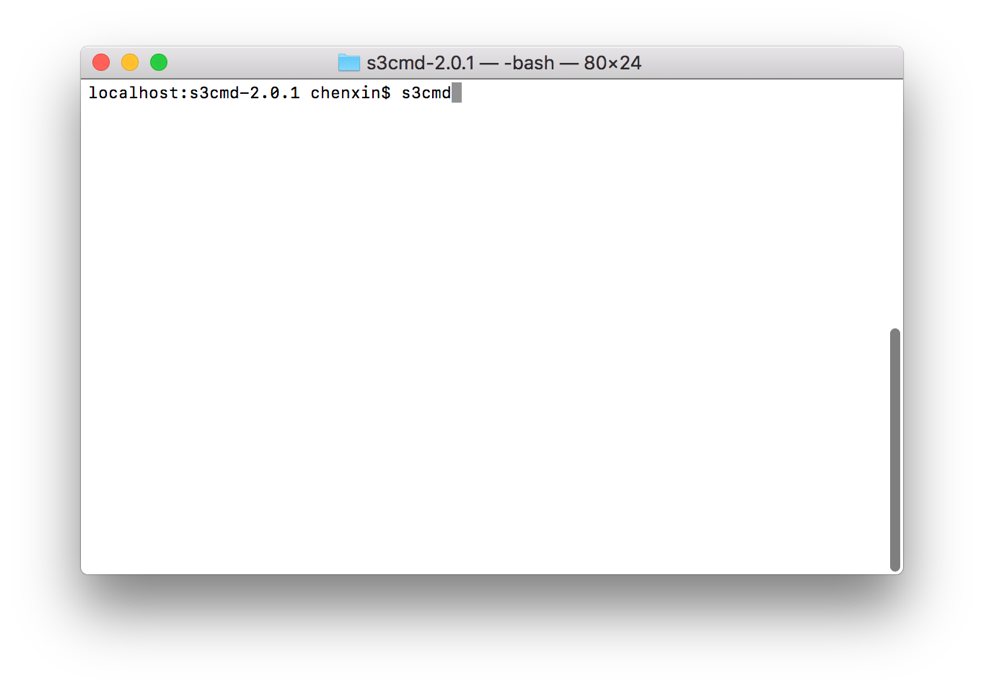 s3cmd-2.0.1 — -bash — 80×24
localhost:s3cmd-2.0.1 chenxin$ s3cmd